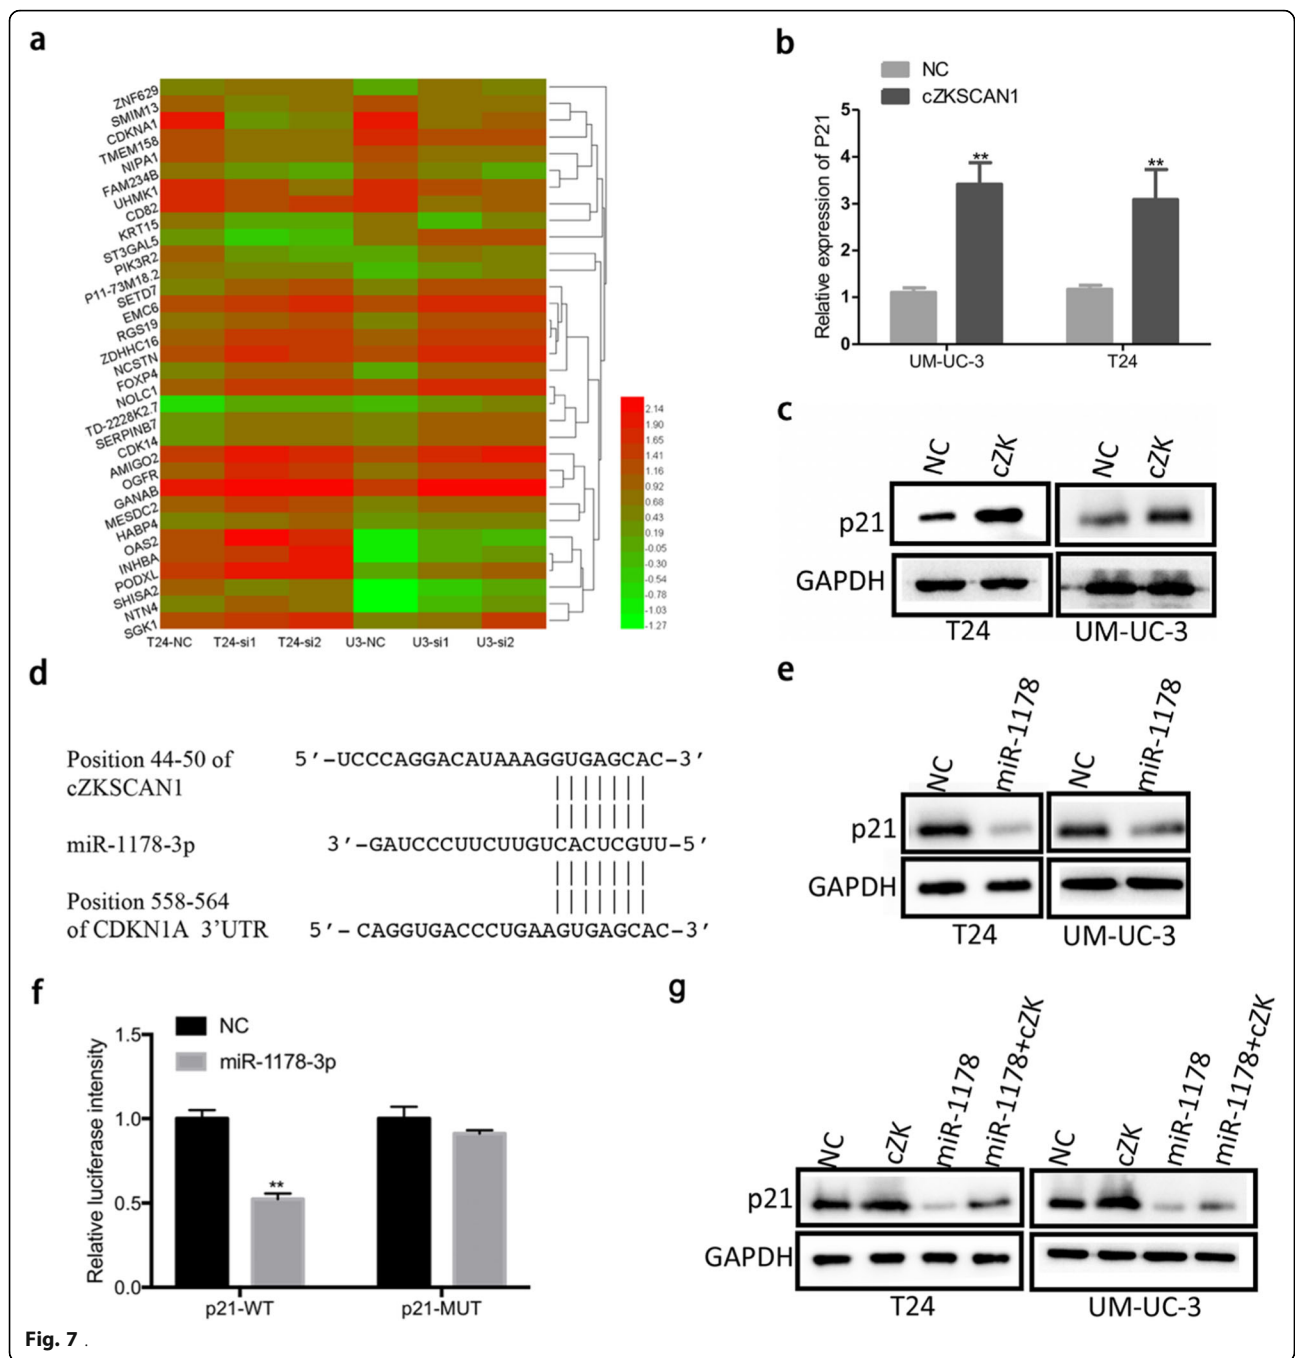 a
ZNF629
SMIM13
CDKNA1
TMEM158
NIPA1
FAM234B
UHMK1
CD82
KRT15
ST3GAL5
PIK3R2
P11-73M18.2
SETD7
EMC6
RGS19
ZDHHC16
NCSTN
FOXP4
NOLC1
TD-2228K2.7
SERPINB7
CDK14
AMIGO2
OGFR
GANAB
MESDC2
HABP4
OAS2
INHBA
PODXL
SHISA2
NTN4
SGK1
T24-NC T24-si1 T24-si2 U3-NC U3-si1 U3-si2
2.14
1.90
1.65
1.41
1.16
0.92
0.68
0.43
0.19
-0.05
-0.30
-0.54
-0.78
-1.03
-1.27
b
NC
cZKSCAN1
Relative expression of P21
5
4
3
2
1
0
** **
UM-UC-3 T24
c
NC cZK NC cZK
p21
GAPDH
T24 UM-UC-3
d
Position 44-50 of
cZKSCAN1
5′-UCCCAGGACAUAAAGGUGAGCAC-3′
miR-1178-3p
3′-GAUCCCUUCUUGUCACUCGUU-5′
Position 558-564
of CDKN1A 3’UTR
5′- CAGGUGACCCUGAAGUGAGCAC-3′
e
NC miR-1178 NC miR-1178
p21
GAPDH
T24 UM-UC-3
f
NC
miR-1178-3p
Relative luciferase intensity
1.5
1.0
0.5
0.0
**
p21-WT p21-MUT
g
NC cZK miR-1178 miR-1178+cZK NC cZK miR-1178 miR-1178+cZK
p21
GAPDH
T24 UM-UC-3
Fig. 7 .